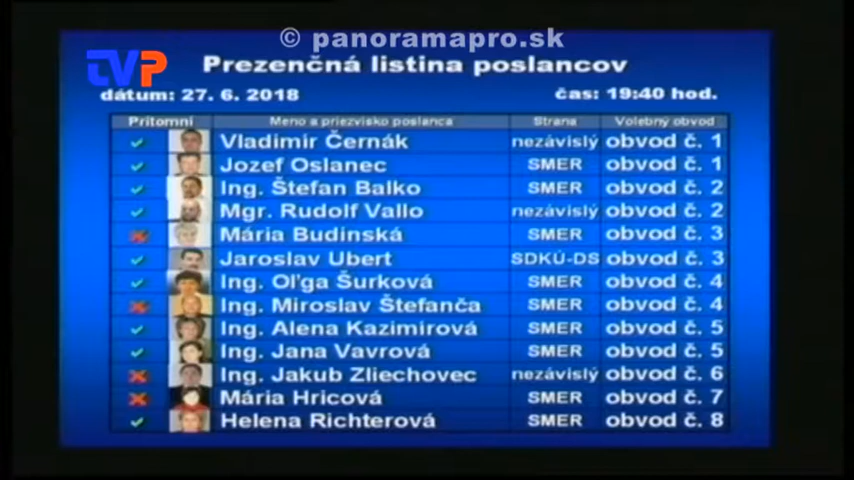 © panoramapro.sk
TVP
Prezenčná listina poslancov
dátum: 27. 6. 2018 čas: 19:40 hod.
Prítomní Meno a priezvisko poslanca Strana Volebný obvod
Vladimír Černák nezávislý obvod č. 1
Jozef Oslanec SMER obvod č. 1
Ing. Štefan Balko SMER obvod č. 2
Mgr. Rudolf Vallo nezávislý obvod č. 2
Mária Budinská SMER obvod č. 3
Jaroslav Ubert SDKÚ-DS obvod č. 3
Ing. Oľga Šurková SMER obvod č. 4
Ing. Miroslav Štefanča SMER obvod č. 4
Ing. Alena Kazimírová SMER obvod č. 5
Ing. Jana Vavrová SMER obvod č. 5
Ing. Jakub Zliechovec nezávislý obvod č. 6
Mária Hricová SMER obvod č. 7
Helena Richterová SMER obvod č. 8